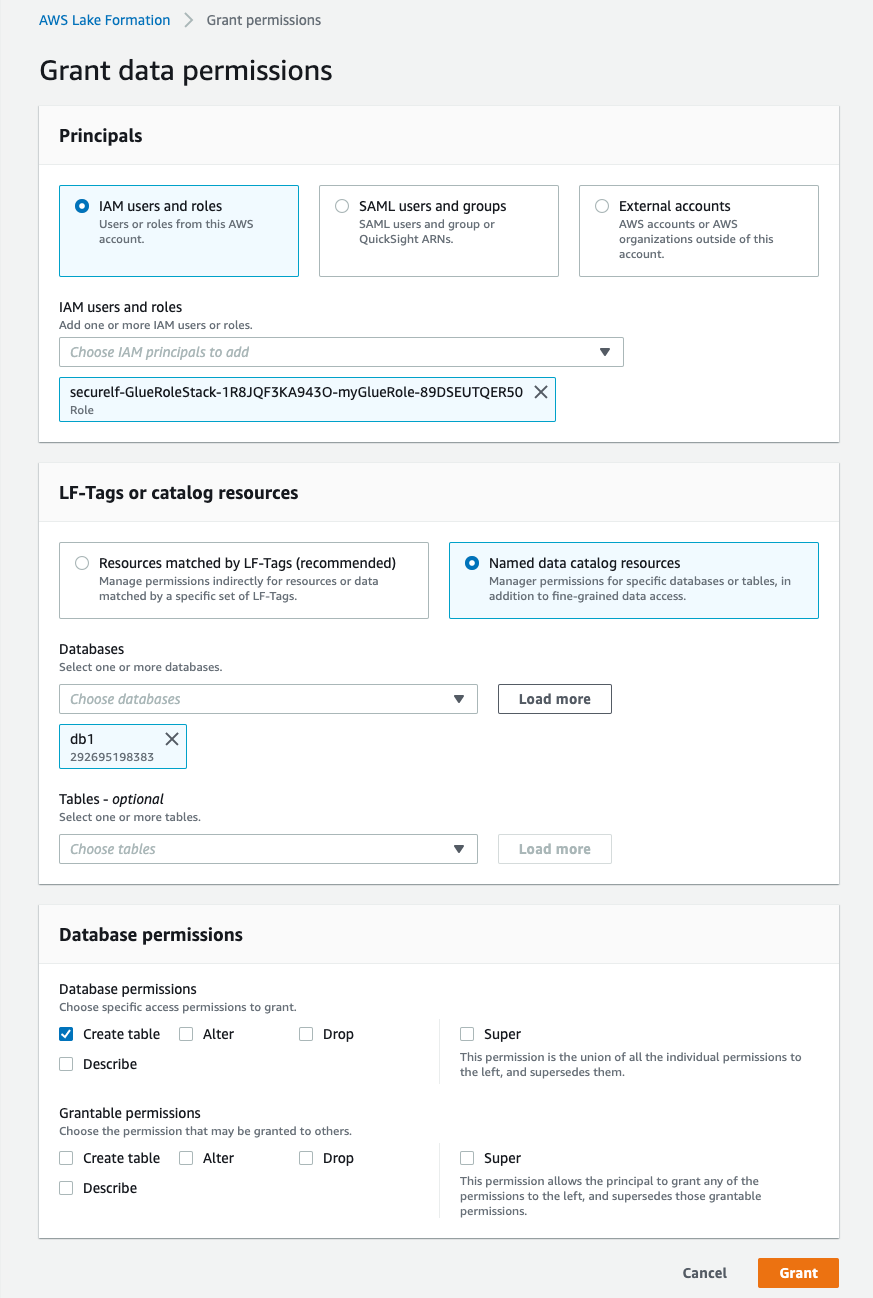 AWS Lake Formation > Grant permissions
Grant data permissions
Principals
IAM users and roles
Users or roles from this AWS
account.
SAML users and groups
SAML users and group or
QuickSight ARNs.
External accounts
AWS accounts or AWS
organizations outside of this
account.
IAM users and roles
Add one or more IAM users or roles.
Choose IAM principals to add
securelf-GlueRoleStack-1R8JQF3KA943O-myGlueRole-89DSEUTQER50
Role
LF-Tags or catalog resources
Resources matched by LF-Tags (recommended)
Manage permissions indirectly for resources or data
matched by a specific set of LF-Tags.
Named data catalog resources
Manager permissions for specific databases or tables, in
addition to fine-grained data access.
Databases
Select one or more databases.
Choose databases
Load more
db1
292695198383
Tables - optional
Select one or more tables.
Choose tables
Load more
Database permissions
Database permissions
Choose specific access permissions to grant.
Create table Alter Drop
Describe
Super
This permission is the union of all the individual permissions to
the left, and supersedes them.
Grantable permissions
Choose the permission that may be granted to others.
Create table Alter Drop
Describe
Super
This permission allows the principal to grant any of the
permissions to the left, and supersedes those grantable
permissions.
Cancel Grant